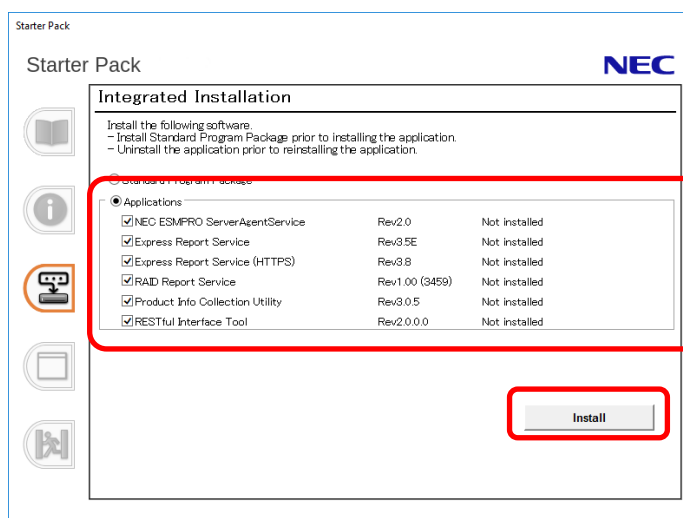 Starter Pack
Starter Pack
NEC
Integrated Installation
Install the following software.
- Install Standard Program Package prior to installing the application.
- Uninstall the application prior to reinstalling the application.
Standard Program Package
Applications
NEC ESMPRO ServerAgentService Rev2.0 Not installed
Express Report Service Rev3.5E Not installed
Express Report Service (HTTPS) Rev3.8 Not installed
RAID Report Service Rev1.00 (3459) Not installed
Product Info Collection Utility Rev3.0.5 Not installed
RESTful Interface Tool Rev2.0.0.0 Not installed
Install